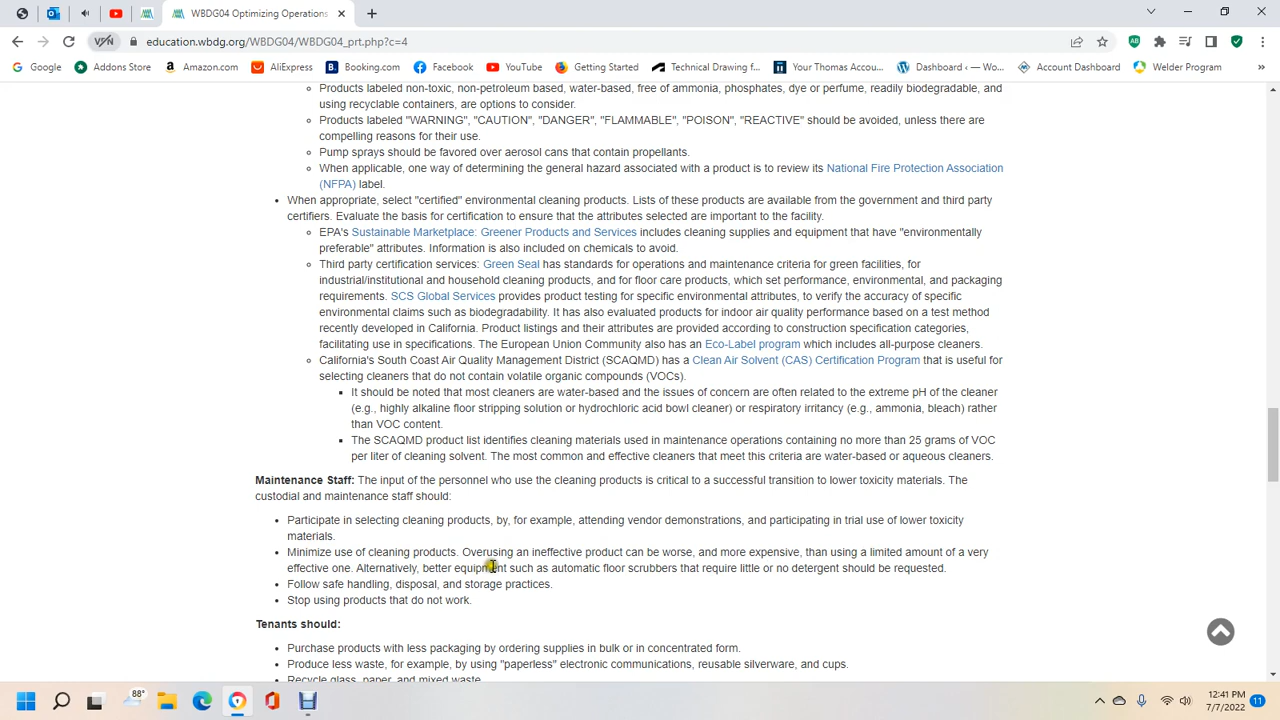 WBDG04 Optimizing Operations
education.wbdg.org/WBDG04/WBDG04_prt.php?c=4
Google Addons Store Amazon.com AliExpress Booking.com Facebook YouTube Getting Started Technical Drawing f... Your Thomas Accou... Dashboard ‹ — Wo... Account Dashboard Welder Program
Products labeled non-toxic, non-petroleum based, water-based, free of ammonia, phosphates, dye or perfume, readily biodegradable, and
using recyclable containers, are options to consider.
Products labeled "WARNING", "CAUTION", "DANGER", "FLAMMABLE", "POISON", "REACTIVE" should be avoided, unless there are
compelling reasons for their use.
Pump sprays should be favored over aerosol cans that contain propellants.
When applicable, one way of determining the general hazard associated with a product is to review its National Fire Protection Association
(NFPA) label.
When appropriate, select "certified" environmental cleaning products. Lists of these products are available from the government and third party
certifiers. Evaluate the basis for certification to ensure that the attributes selected are important to the facility.
EPA's Sustainable Marketplace: Greener Products and Services includes cleaning supplies and equipment that have "environmentally
preferable" attributes. Information is also included on chemicals to avoid.
Third party certification services: Green Seal has standards for operations and maintenance criteria for green facilities, for
industrial/institutional and household cleaning products, and for floor care products, which set performance, environmental, and packaging
requirements. SCS Global Services provides product testing for specific environmental attributes, to verify the accuracy of specific
environmental claims such as biodegradability. It has also evaluated products for indoor air quality performance based on a test method
recently developed in California. Product listings and their attributes are provided according to construction specification categories,
facilitating use in specifications. The European Union Community also has an Eco-Label program which includes all-purpose cleaners.
California's South Coast Air Quality Management District (SCAQMD) has a Clean Air Solvent (CAS) Certification Program that is useful for
selecting cleaners that do not contain volatile organic compounds (VOCs).
It should be noted that most cleaners are water-based and the issues of concern are often related to the extreme pH of the cleaner
(e.g., highly alkaline floor stripping solution or hydrochloric acid bowl cleaner) or respiratory irritancy (e.g., ammonia, bleach) rather
than VOC content.
The SCAQMD product list identifies cleaning materials used in maintenance operations containing no more than 25 grams of VOC
per liter of cleaning solvent. The most common and effective cleaners that meet this criteria are water-based or aqueous cleaners.
Maintenance Staff: The input of the personnel who use the cleaning products is critical to a successful transition to lower toxicity materials. The
custodial and maintenance staff should:
Participate in selecting cleaning products, by, for example, attending vendor demonstrations, and participating in trial use of lower toxicity
materials.
Minimize use of cleaning products. Overusing an ineffective product can be worse, and more expensive, than using a limited amount of a very
effective one. Alternatively, better equipment such as automatic floor scrubbers that require little or no detergent should be requested.
Follow safe handling, disposal, and storage practices.
Stop using products that do not work.
Tenants should:
Purchase products with less packaging by ordering supplies in bulk or in concentrated form.
Produce less waste, for example, by using "paperless" electronic communications, reusable silverware, and cups.
Recycle glass, paper, and mixed waste.
88°
12:41 PM
7/7/2022
11